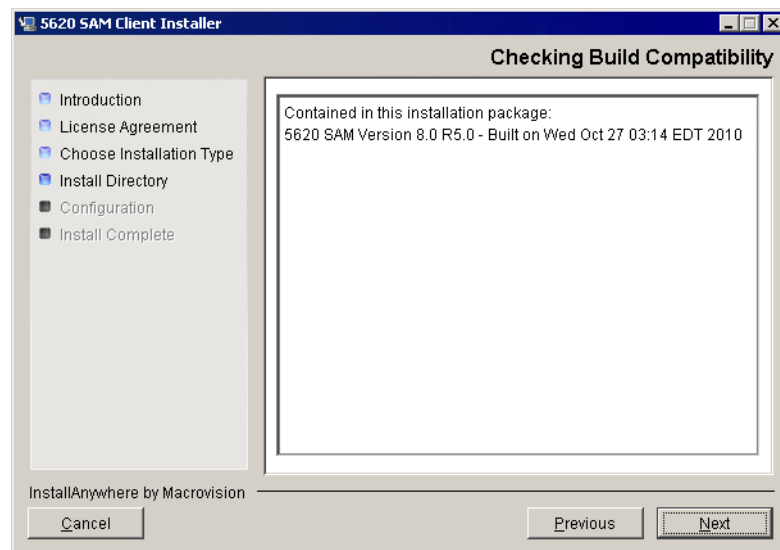 5620 SAM Client Installer
Checking Build Compatibility
Introduction
License Agreement
Choose Installation Type
Install Directory
Configuration
Install Complete
Contained in this installation package:
5620 SAM Version 8.0 R5.0 - Built on Wed Oct 27 03:14 EDT 2010
InstallAnywhere by Macrovision
Cancel
Previous
Next